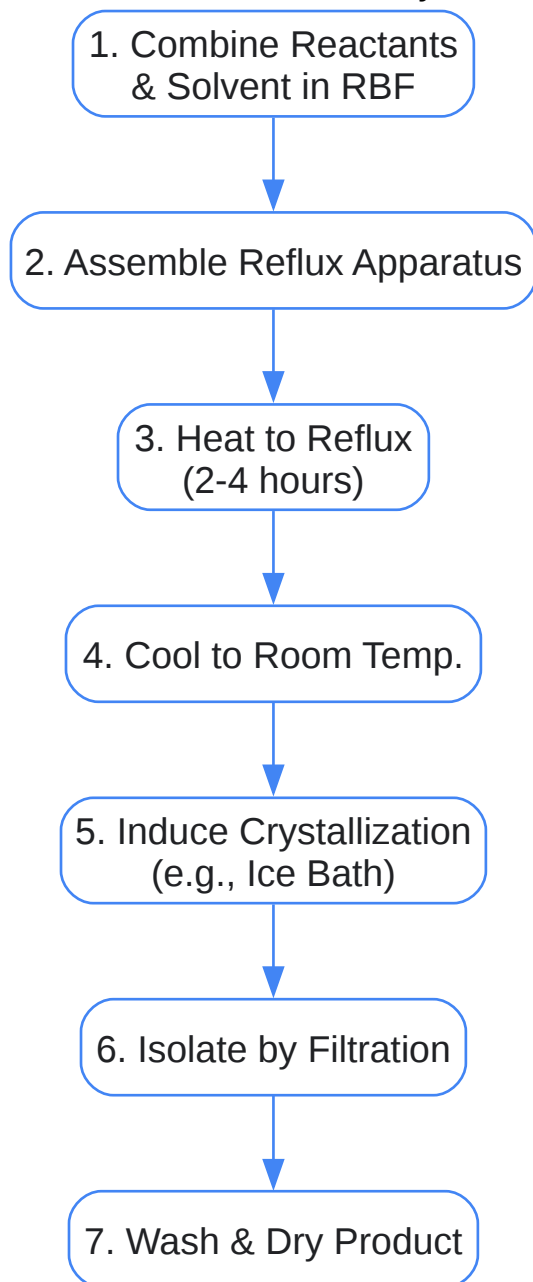 1. Combine Reactants
& Solvent in RBF
2. Assemble Reflux Apparatus
3. Heat to Reflux
(2-4 hours)
4. Cool to Room Temp.
5. Induce Crystallization
(e.g., Ice Bath)
6. Isolate by Filtration
7. Wash & Dry Product